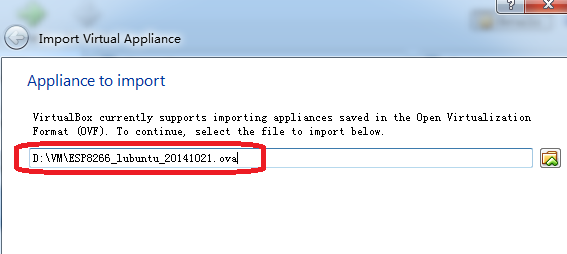 Import Virtual Appliance
Appliance to import
VirtualBox currently supports importing appliances saved in the Open Virtualization
Format (OVF). To continue, select the file to import below.
D:\VM\ESP8266_lubuntu_20141021.ova